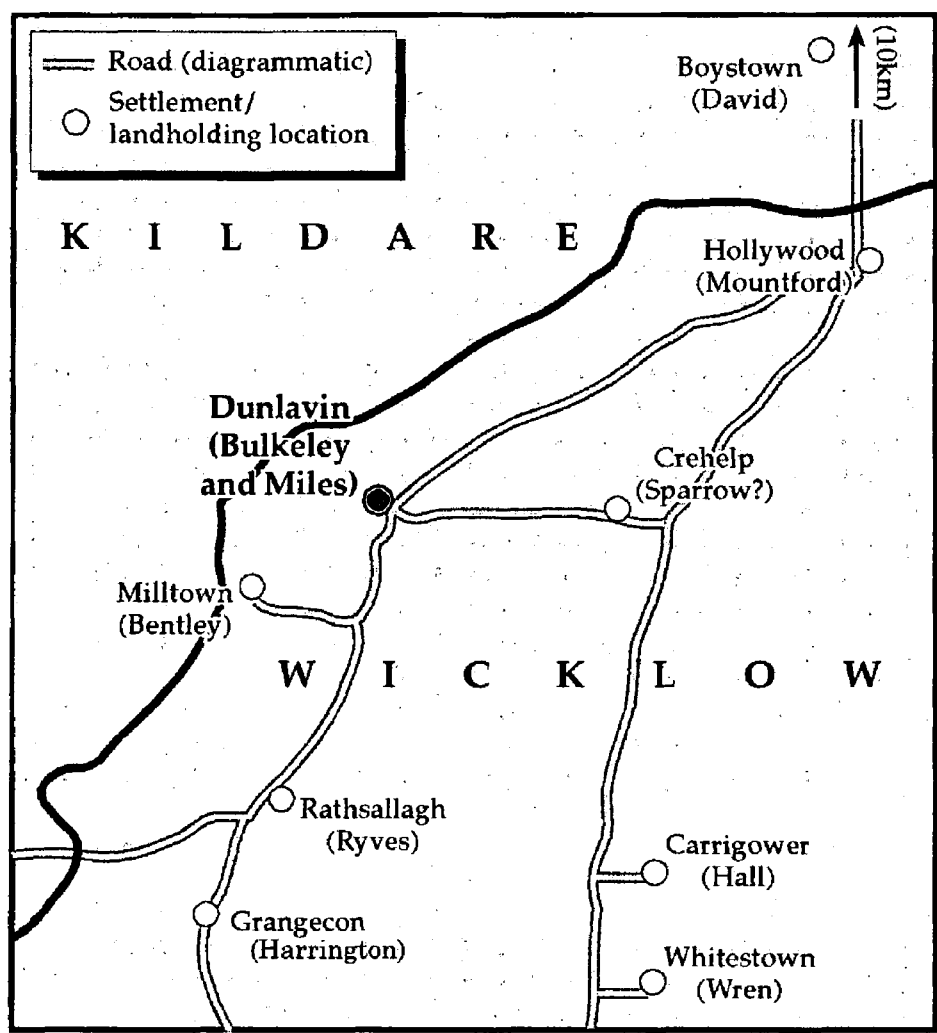 Road (diagrammatic)
Settlement/
landholding location
Boystown
(David)
(10km)
K I L D A R E
Hollywood
(Mountford)
Dunlavin
(Bulkeley
and Miles)
Crehelp
(Sparrow?)
Milltown
(Bentley)
W I C K L O W
Rathsallagh
(Ryves)
Carrigower
(Hall)
Grangecon
(Harrington)
Whitestown
(Wren)